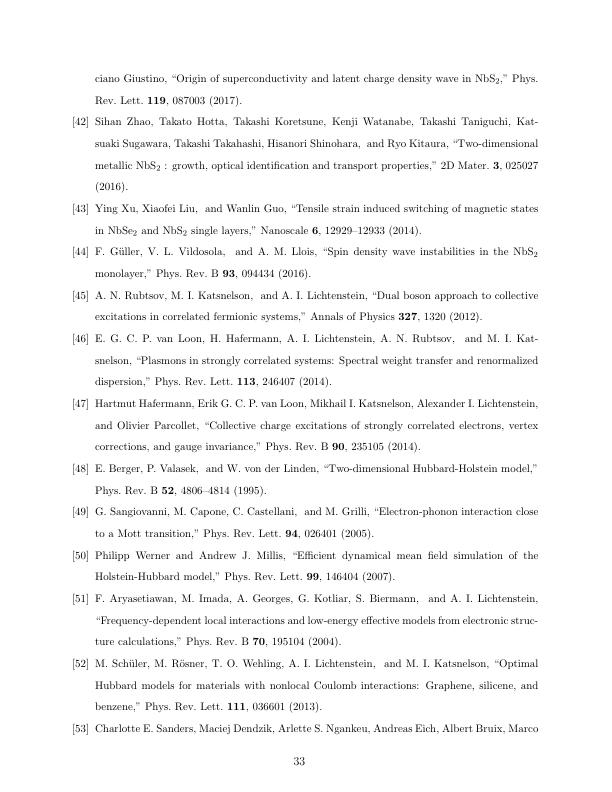 ciano Giustino, “Origin of superconductivity and latent charge density wave in NbS2,” Phys.
Rev. Lett. 119, 087003 (2017).
[42] Sihan Zhao, Takato Hotta, Takashi Koretsune, Kenji Watanabe, Takashi Taniguchi, Kat-
suaki Sugawara, Takashi Takahashi, Hisanori Shinohara, and Ryo Kitaura, “Two-dimensional
metallic NbS2 : growth, optical identification and transport properties,” 2D Mater. 3, 025027
(2016).
[43] Ying Xu, Xiaofei Liu, and Wanlin Guo, “Tensile strain induced switching of magnetic states
in NbSe2 and NbS2 single layers,” Nanoscale 6, 12929–12933 (2014).
[44] F. Güller, V. L. Vildosola, and A. M. Llois, “Spin density wave instabilities in the NbS2
monolayer,” Phys. Rev. B 93, 094434 (2016).
[45] A. N. Rubtsov, M. I. Katsnelson, and A. I. Lichtenstein, “Dual boson approach to collective
excitations in correlated fermionic systems,” Annals of Physics 327, 1320 (2012).
[46] E. G. C. P. van Loon, H. Hafermann, A. I. Lichtenstein, A. N. Rubtsov, and M. I. Kat-
snelson, “Plasmons in strongly correlated systems: Spectral weight transfer and renormalized
dispersion,” Phys. Rev. Lett. 113, 246407 (2014).
[47] Hartmut Hafermann, Erik G. C. P. van Loon, Mikhail I. Katsnelson, Alexander I. Lichtenstein,
and Olivier Parcollet, “Collective charge excitations of strongly correlated electrons, vertex
corrections, and gauge invariance,” Phys. Rev. B 90, 235105 (2014).
[48] E. Berger, P. Valasek, and W. von der Linden, “Two-dimensional Hubbard-Holstein model,”
Phys. Rev. B 52, 4806–4814 (1995).
[49] G. Sangiovanni, M. Capone, C. Castellani, and M. Grilli, “Electron-phonon interaction close
to a Mott transition,” Phys. Rev. Lett. 94, 026401 (2005).
[50] Philipp Werner and Andrew J. Millis, “Efficient dynamical mean field simulation of the
Holstein-Hubbard model,” Phys. Rev. Lett. 99, 146404 (2007).
[51] F. Aryasetiawan, M. Imada, A. Georges, G. Kotliar, S. Biermann, and A. I. Lichtenstein,
“Frequency-dependent local interactions and low-energy effective models from electronic struc-
ture calculations,” Phys. Rev. B 70, 195104 (2004).
[52] M. Schüler, M. Rösner, T. O. Wehling, A. I. Lichtenstein, and M. I. Katsnelson, “Optimal
Hubbard models for materials with nonlocal Coulomb interactions: Graphene, silicene, and
benzene,” Phys. Rev. Lett. 111, 036601 (2013).
[53] Charlotte E. Sanders, Maciej Dendzik, Arlette S. Ngankeu, Andreas Eich, Albert Bruix, Marco
33